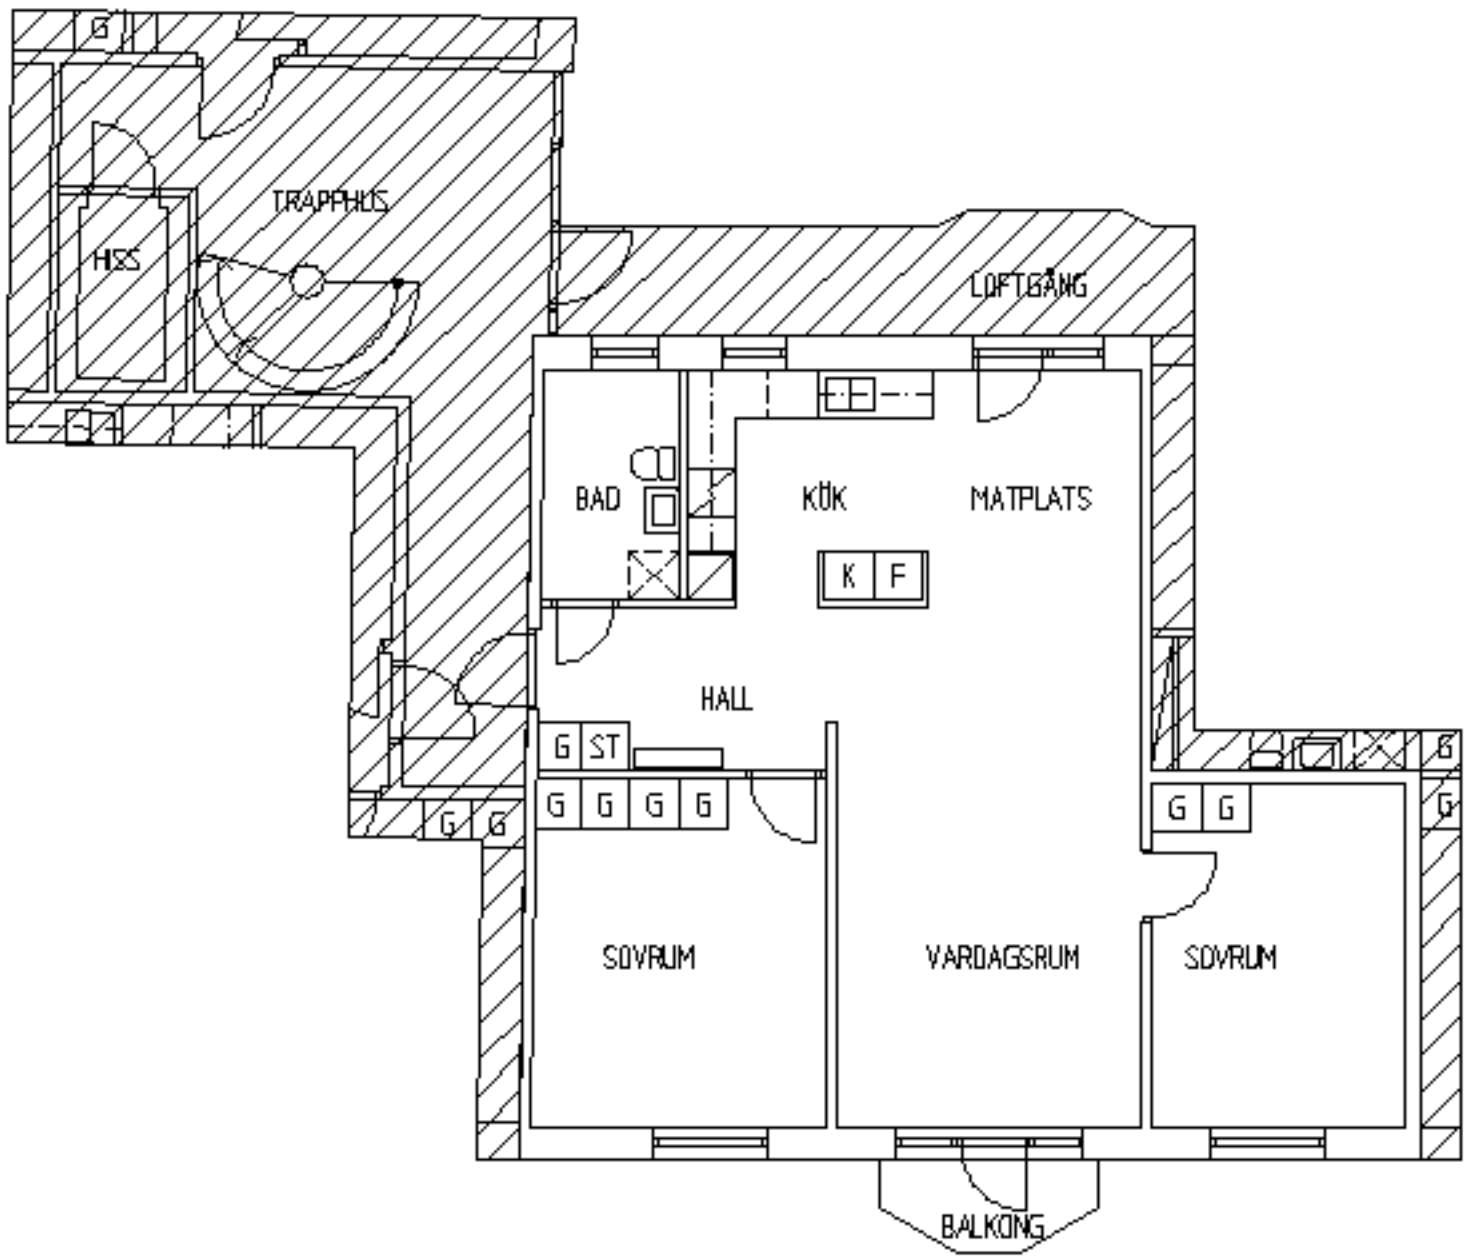 G
TRAPPHUS
HISS
LOFTGÅNG
BAD
KÖK
MATPLATS
K F
HALL
G ST
G G G G
G
G G
G
G G
SOVRUM
VARDAGSRUM
SOVRUM
BALKONG